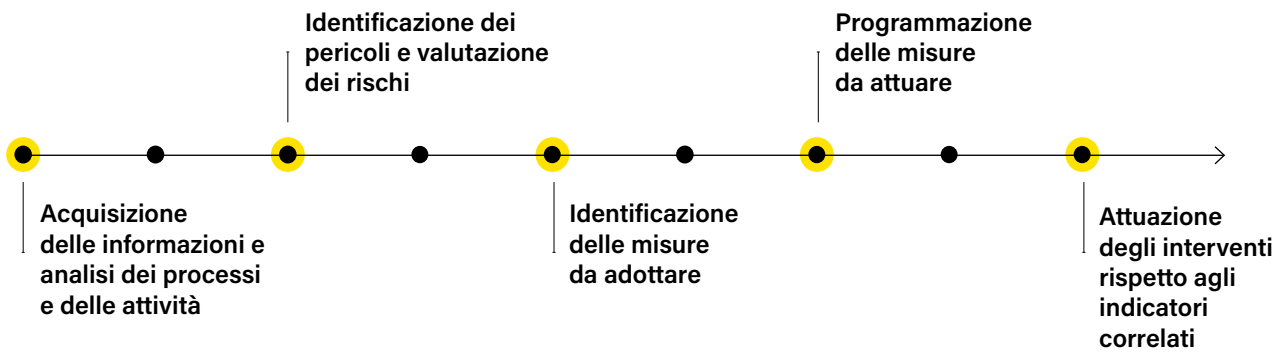 Identificazione dei
pericoli e valutazione
dei rischi
Programmazione
delle misure
da attuare
Acquisizione
delle informazioni e
analisi dei processi
e delle attività
Identificazione
delle misure
da adottare
Attuazione
degli interventi
rispetto agli
indicatori
correlati